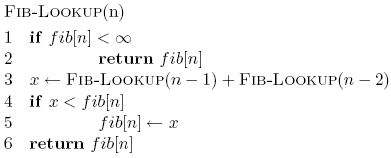 FIB-LOOKUP(n)
1 if fib[n] < ∞
2 return fib[n]
3 x ← FIB-LOOKUP(n − 1) + FIB-LOOKUP(n − 2)
4 if x < fib[n]
5 fib[n] ← x
6 return fib[n]